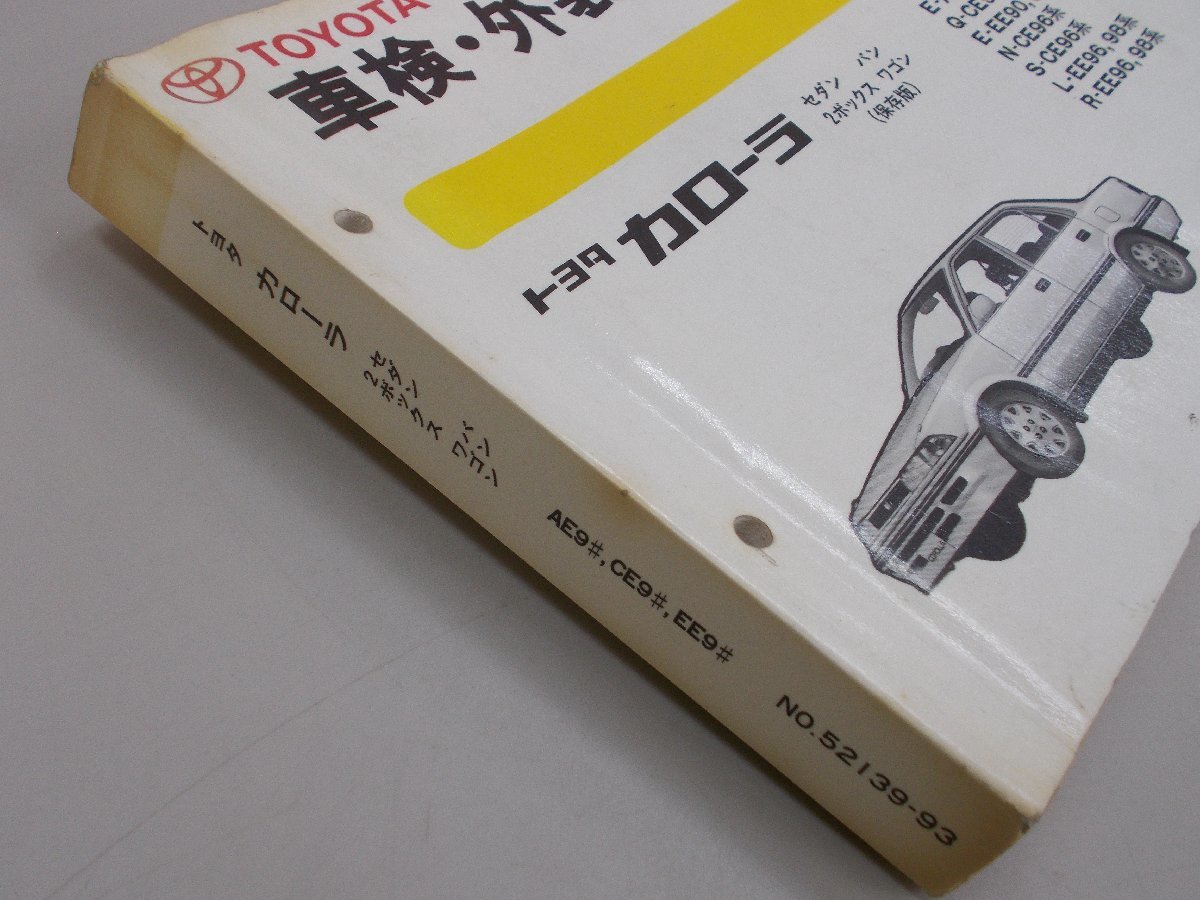 TOYOTA
車検・外
トヨタ カローラ
セダン バン
2ボックス ワゴン
(保存版)
E-EE90,
N-CE96系
S-CE96系
L-EE96,98系
R-EE96,98系
トヨタ カローラ
セダン バン
2ボックス ワゴン
AE9#,CE9#,EE9#
NO.52139-93